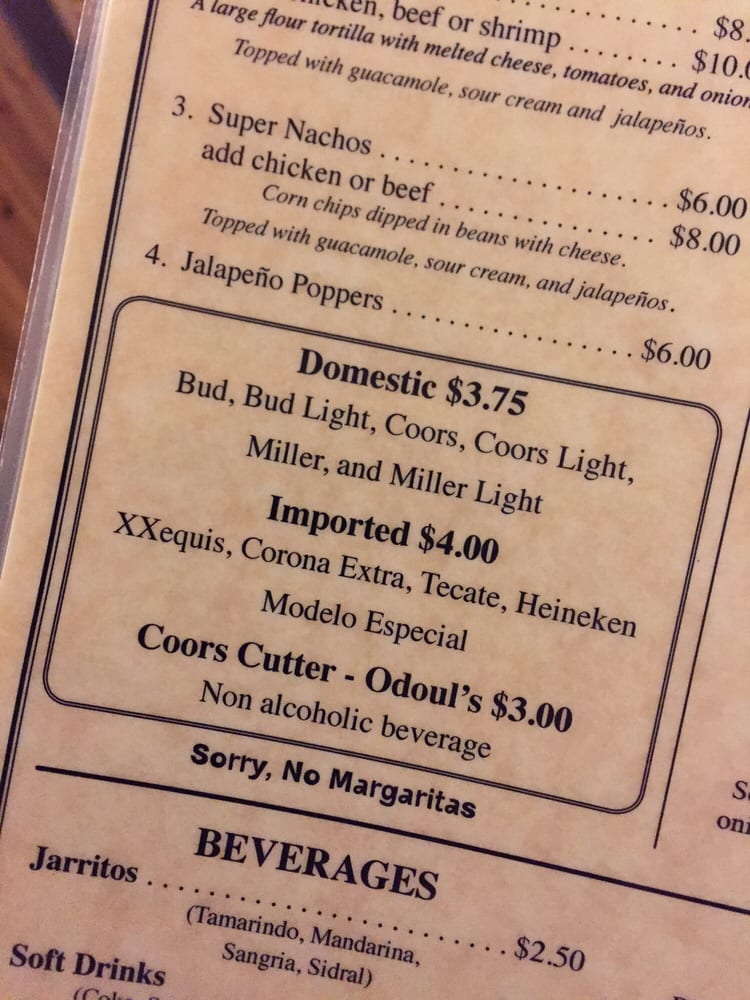 beef or shrimp . . . . . . . . $10.
A large flour tortilla with melted cheese, tomatoes, and onion
Topped with guacamole, sour cream and jalapeños.
3. Super Nachos . . . . . . . . . . . . . . . . . . . . . $6.00
add chicken or beef . . . . . . . . . . . . . . . $8.00
Corn chips dipped in beans with cheese.
Topped with guacamole, sour cream, and jalapeños.
4. Jalapeño Poppers . . . . . . . . . . . . . . . . . $6.00
Domestic $3.75
Bud, Bud Light, Coors, Coors Light,
Miller, and Miller Light
Imported $4.00
XXequis, Corona Extra, Tecate, Heineken
Modelo Especial
Coors Cutter - Odoul's $3.00
Non alcoholic beverage
Sorry, No Margaritas
BEVERAGES
Jarritos . . . . . . . . . . . . . . . . . . . . . . . . . $2.50
(Tamarindo, Mandarina,
Sangria, Sidral)
Soft Drinks